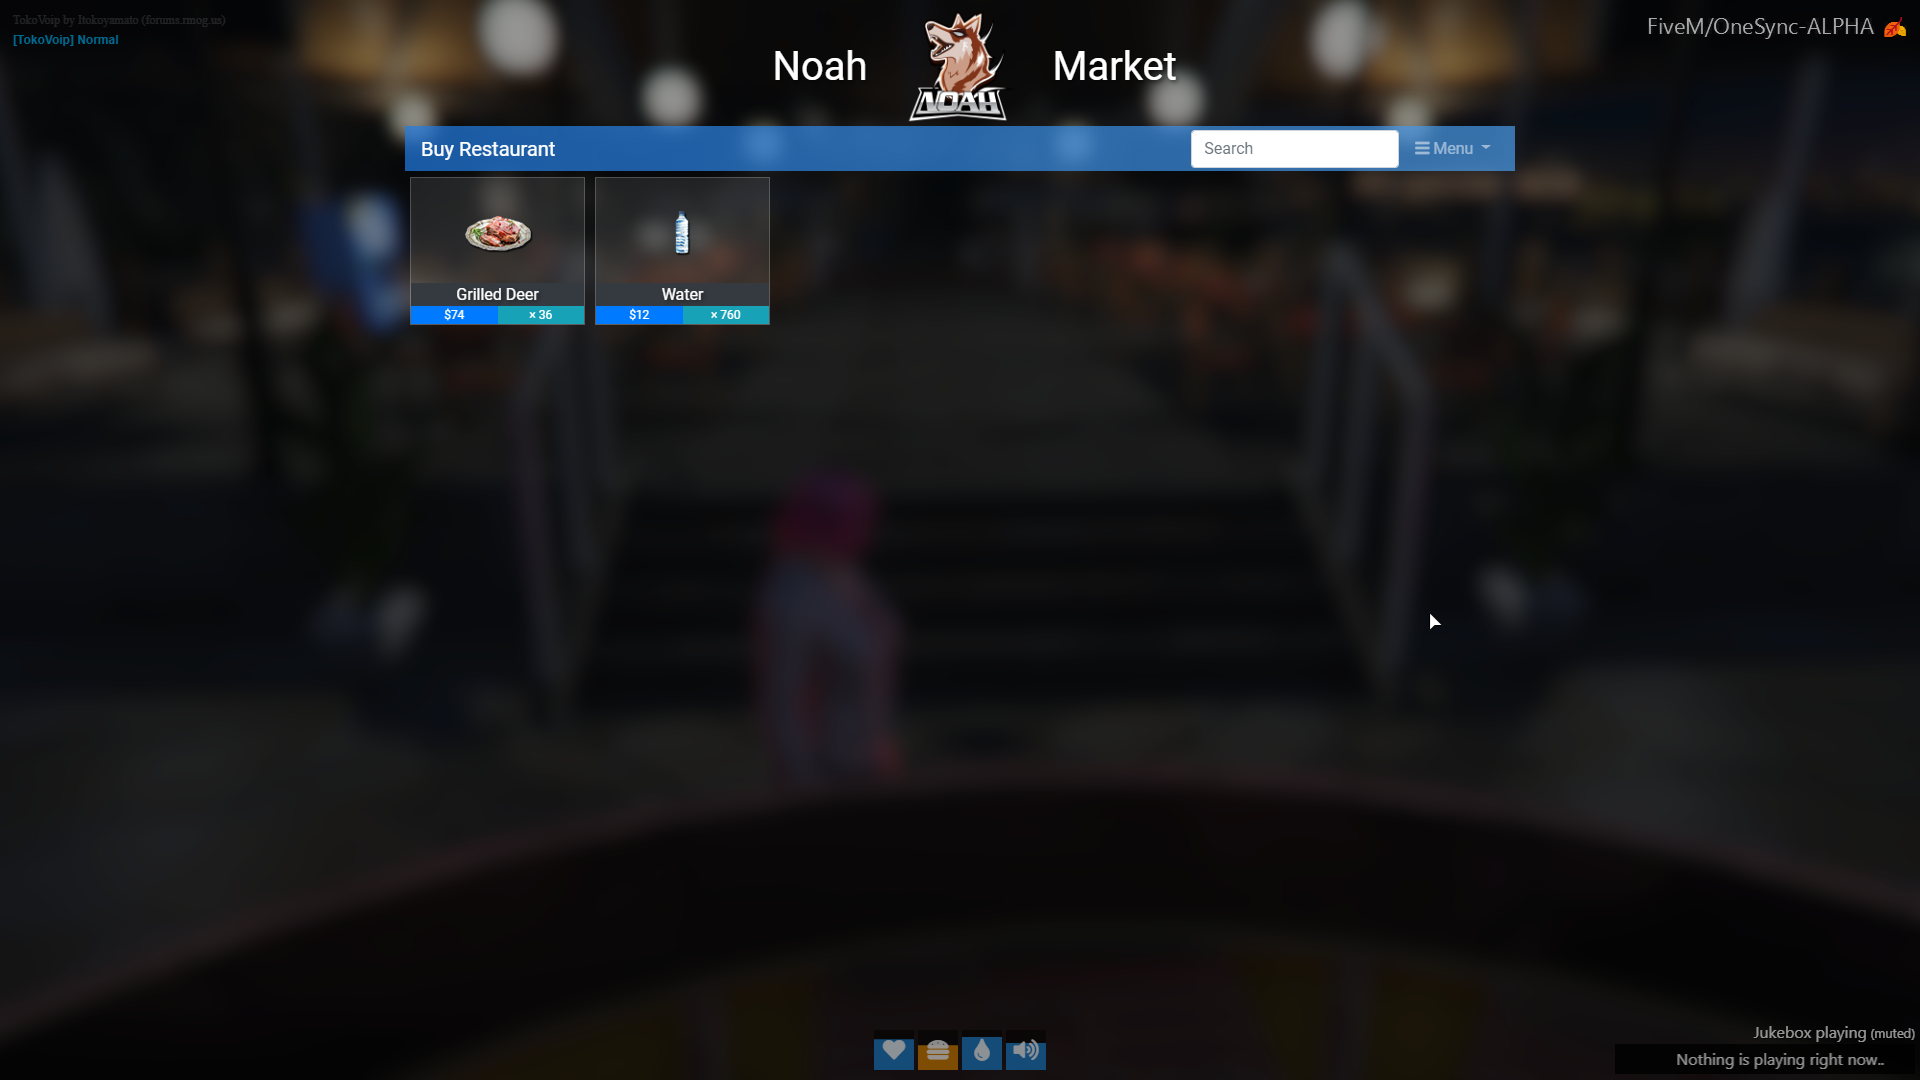 TokoVoip by Itokoyamato (forums.rmog.us)
[TokoVoip] Normal
FiveM/OneSync-ALPHA
Noah
NOAH
Market
Buy Restaurant
Search
Menu
Grilled Deer
$74
× 36
Water
$12
× 760
Jukebox playing (muted)
Nothing is playing right now..